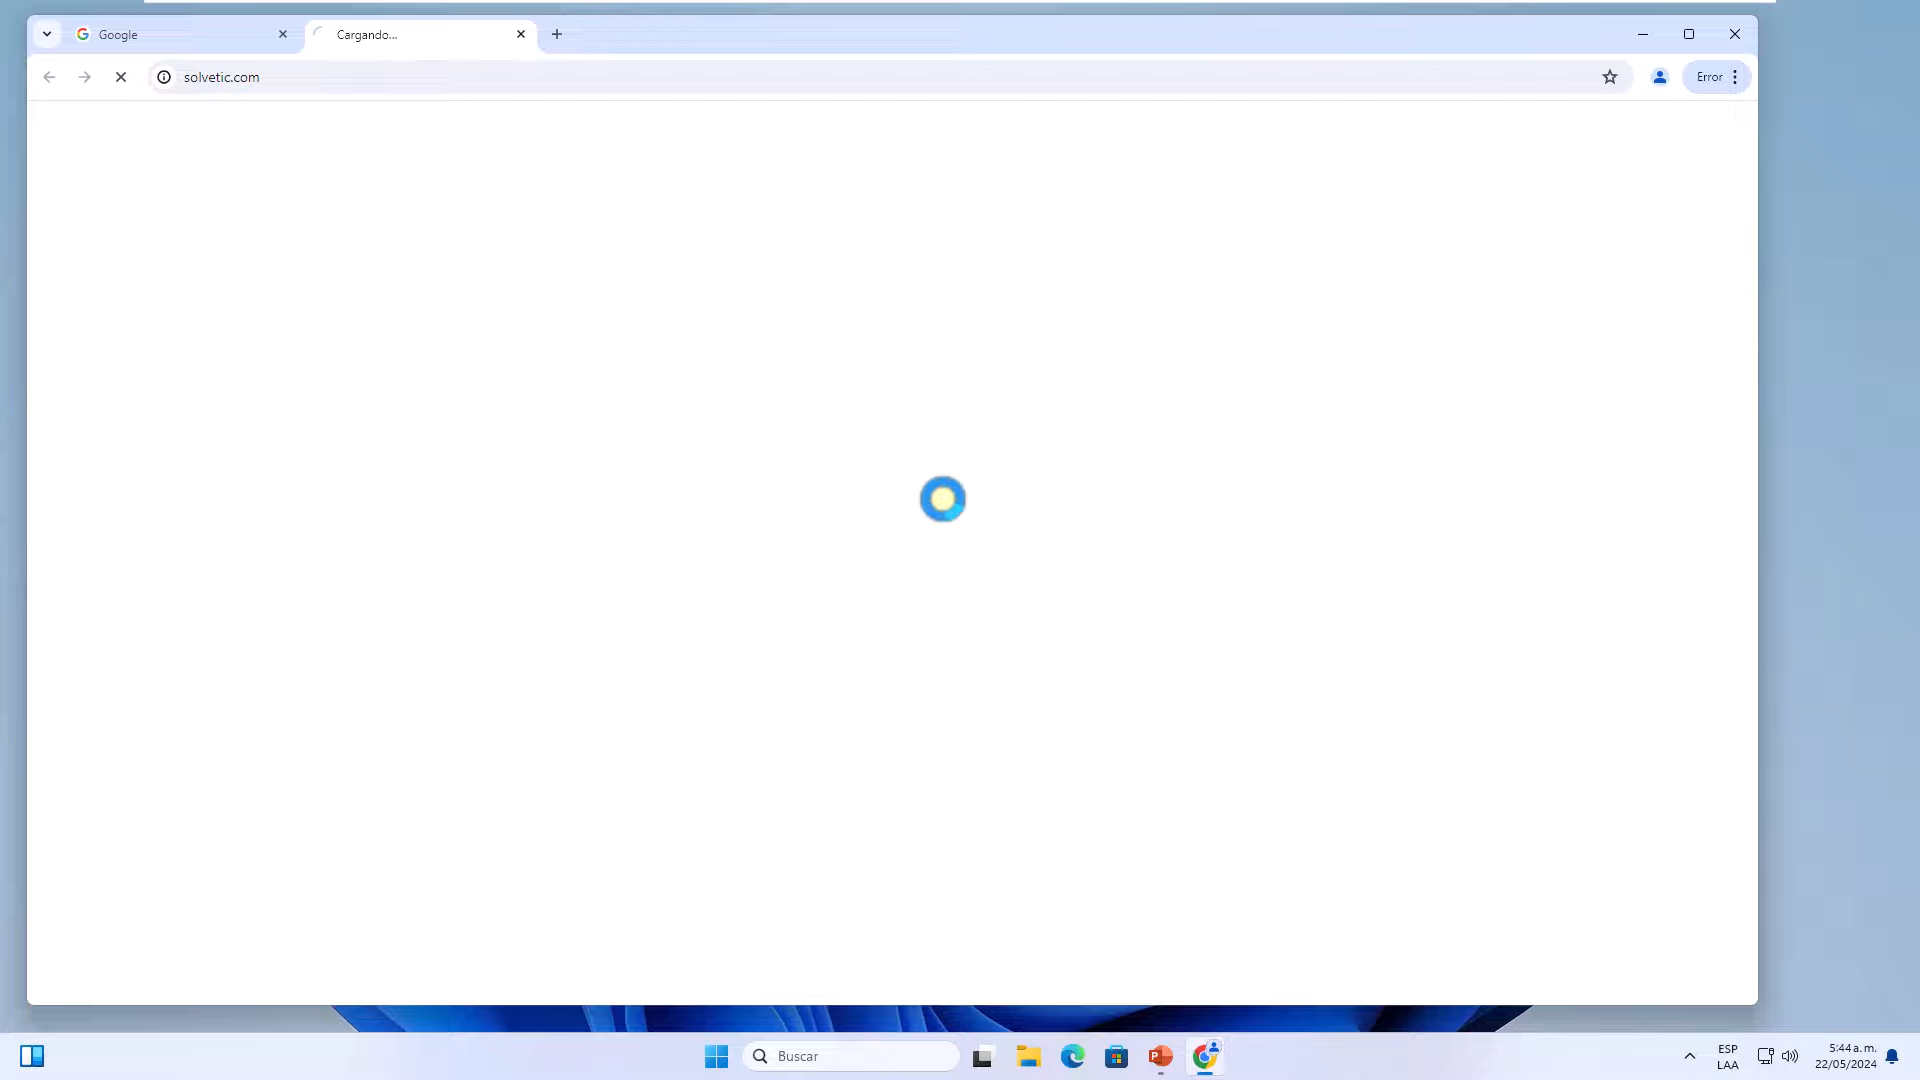 Google
Cargando...
solvetic.com
Error
Buscar
ESP
LAA
5:44 a. m.
22/05/2024